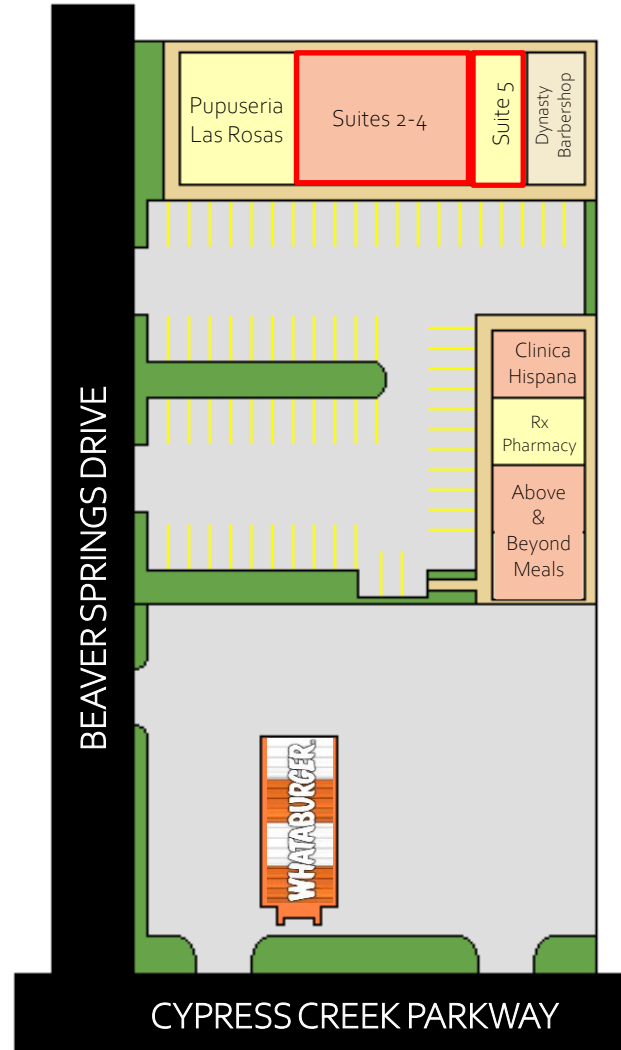 Pupuseria
Las Rosas
Suites 2-4
Suite 5
Dynasty
Barbershop
Clinica
Hispana
Rx
Pharmacy
Above
&
Beyond
Meals
BEAVER SPRINGS DRIVE
WHATABURGER.
CYPRESS CREEK PARKWAY